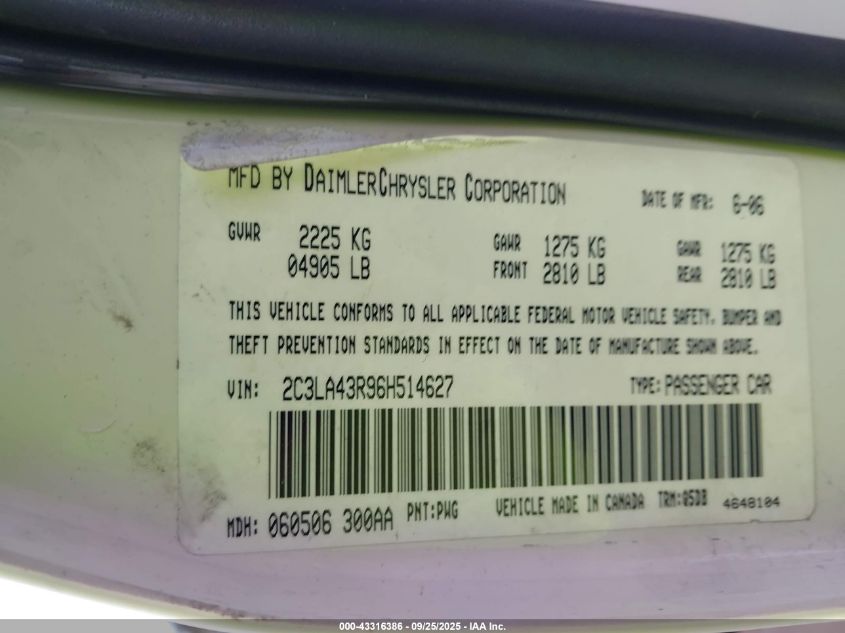 MFD BY DAIMLERCHRYSLER CORPORATION DATE OF MFR: 6-06
GVWR 2225 KG GAWR 1275 KG GAWR 1275 KG
04905 LB FRONT 2810 LB REAR 2810 LB
THIS VEHICLE CONFORMS TO ALL APPLICABLE FEDERAL MOTOR VEHICLE SAFETY, BUMPER AND
THEFT PREVENTION STANDARDS IN EFFECT ON THE DATE OF MANUFACTURE SHOWN ABOVE.
VIN: 2C3LA43R96H514627 TYPE: PASSENGER CAR
MDH: 060506 300AA PNT:PWG VEHICLE MADE IN CANADA TRM:05DB 4648104
000-43316386 - 09/25/2025 - IAA Inc.